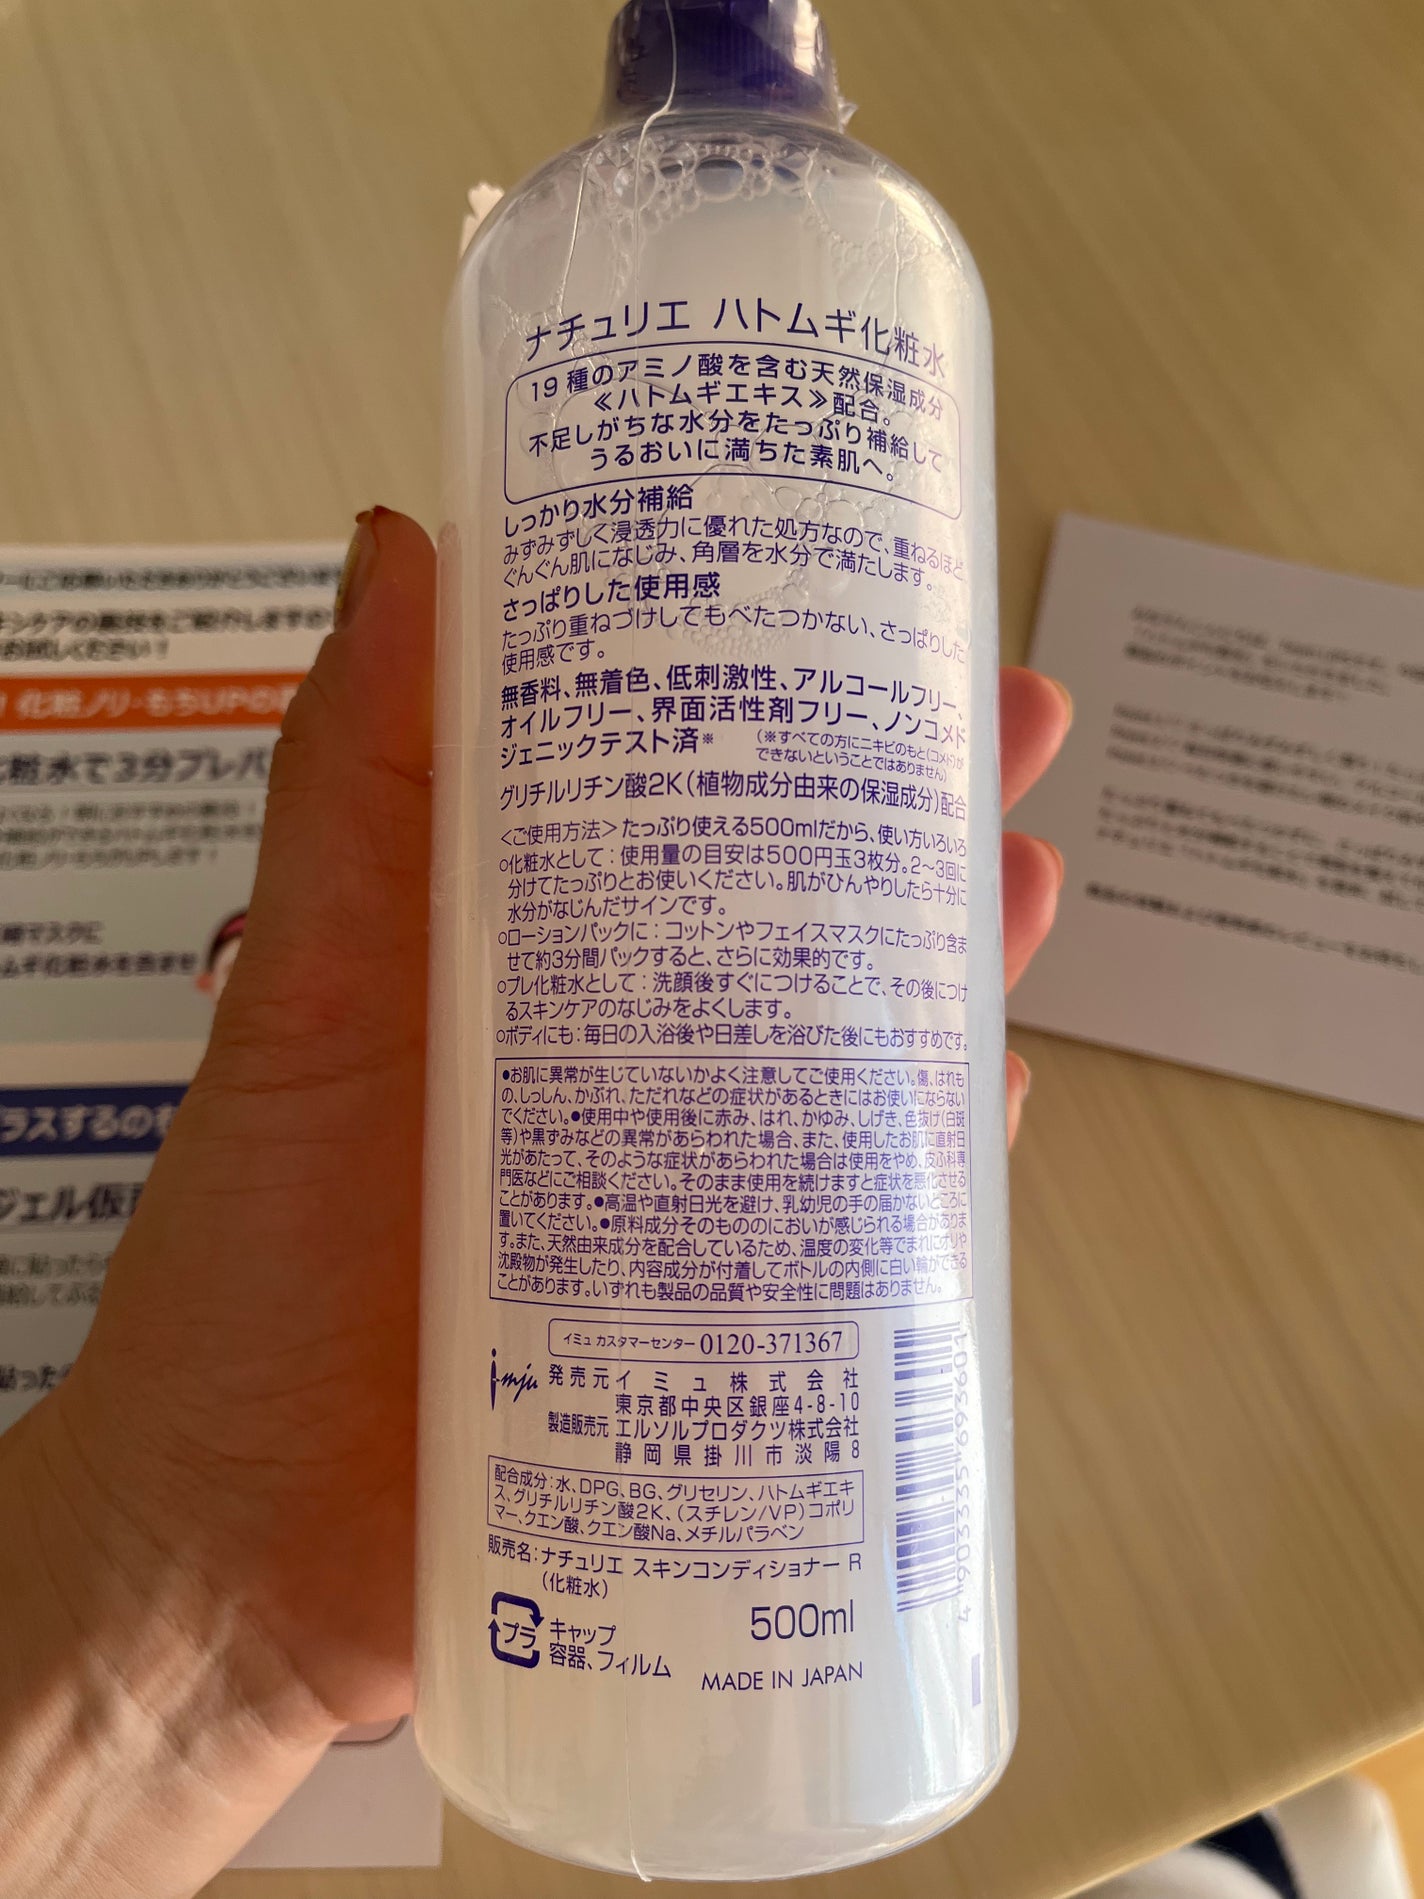 ナチュリエ ハトムギ化粧水
19種のアミノ酸を含む天然保湿成分
≪ハトムギエキス≫配合。
不足しがちな水分をたっぷり補給して
うるおいに満ちた素肌へ。
しっかり水分補給
みずみずしく浸透力に優れた処方なので、重ねるほど
ぐんぐん肌になじみ、角層を水分で満たします。
さっぱりした使用感
たっぷり重ねづけしてもべたつかない、さっぱりした
使用感です。
無香料、無着色、低刺激性、アルコールフリー、
オイルフリー、界面活性剤フリー、ノンコメド
ジェニックテスト済※
(※すべての方にニキビのもと(コメド)が
できないということではありません)
グリチルリチン酸2K(植物成分由来の保湿成分)配合
<ご使用方法>たっぷり使える500mlだから、使い方いろいろ
○化粧水として:使用量の目安は500円玉3枚分。2〜3回に
分けてたっぷりとお使いください。肌がひんやりしたら十分に
水分がなじんだサインです。
○ローションパックに:コットンやフェイスマスクにたっぷり含ま
せて約3分間パックすると、さらに効果的です。
○プレ化粧水として:洗顔後すぐにつけることで、その後につけ
るスキンケアのなじみをよくします。
○ボディにも:毎日の入浴後や日差しを浴びた後にもおすすめです。
●お肌に異常が生じていないかよく注意してご使用ください。傷、はれも
の、しっしん、かぶれ、ただれなどの症状があるときにはお使いにならない
でください。●使用中や使用後に赤み、はれ、かゆみ、しげき、色抜け(白斑
等)や黒ずみなどの異常があらわれた場合、また、使用したお肌に直射日
光があたって、そのような症状があらわれた場合は使用をやめ、皮ふ科専
門医などにご相談ください。そのまま使用を続けますと症状を悪化させる
ことがあります。●高温や直射日光を避け、乳幼児の手の届かないところに
置いてください。●原料成分そのもののにおいが感じられる場合がありま
す。また、天然由来成分を配合しているため、温度の変化等でまれにオリや
沈殿物が発生したり、内容成分が付着してボトルの内側に白い輪ができる
ことがあります。いずれも製品の品質や安全性に問題はありません。
イミュ カスタマーセンター 0120-371367
imju 発売元 イミュ株式会社
東京都中央区銀座4-8-10
製造販売元 エルソルプロダクツ株式会社
静岡県掛川市淡陽8
配合成分:水、DPG、BG、グリセリン、ハトムギエキ
ス、グリチルリチン酸2K、(スチレン/VP)コポリ
マー、クエン酸、クエン酸Na、メチルパラベン
販売名:ナチュリエ スキンコンディショナー R
(化粧水)
プラ キャップ
容器、フィルム
500ml
MADE IN JAPAN
4903335693601